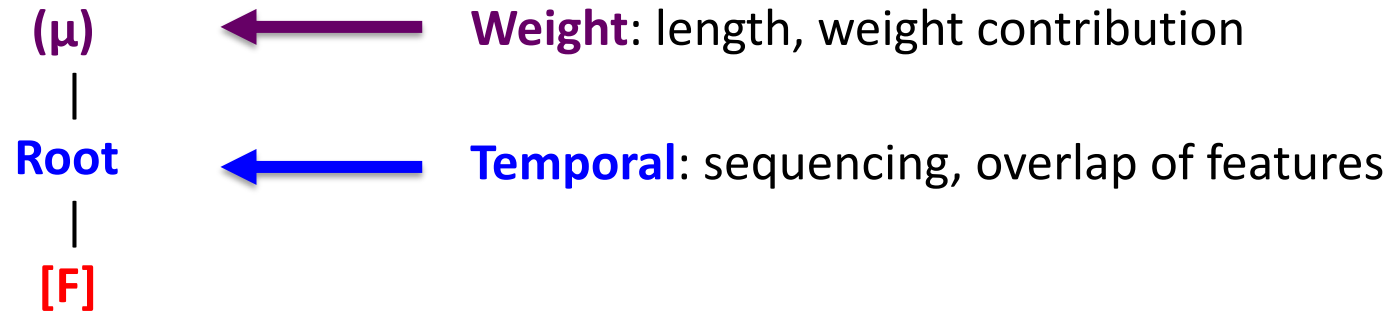 (μ) Weight: length, weight contribution
Root Temporal: sequencing, overlap of features
[F]